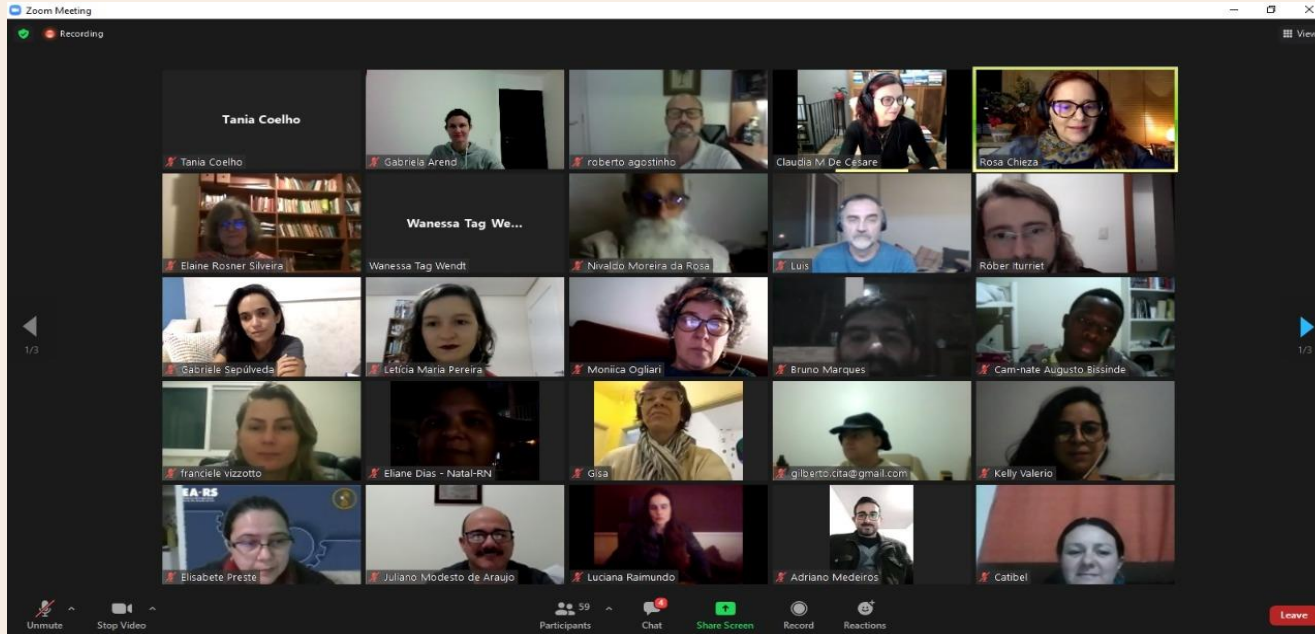 Zoom Meeting
Recording
View
Tania Coelho
Tania Coelho
Gabriela Arend
roberto agostinho
Claudia M De Cesare
Rosa Chieza
Elaine Rosner Silveira
Wanessa Tag We...
Wanessa Tag Wendt
Nivaldo Moreira da Rosa
Luis
Róber Iturriet
Gabriele Sepúlveda
Letícia Maria Pereira
Moniica Ogliari
Bruno Marques
Cam-nate Augusto Bissinde
1/3
1/3
franciele vizzotto
Eliane Dias - Natal-RN
Gisa
gilberto.cita@gmail.com
Kelly Valerio
EA-RS
Elisabete Preste
Juliano Modesto de Araujo
Luciana Raimundo
Adriano Medeiros
Catibel
Unmute
Stop Video
59
Participants
4
Chat
Share Screen
Record
Reactions
Leave